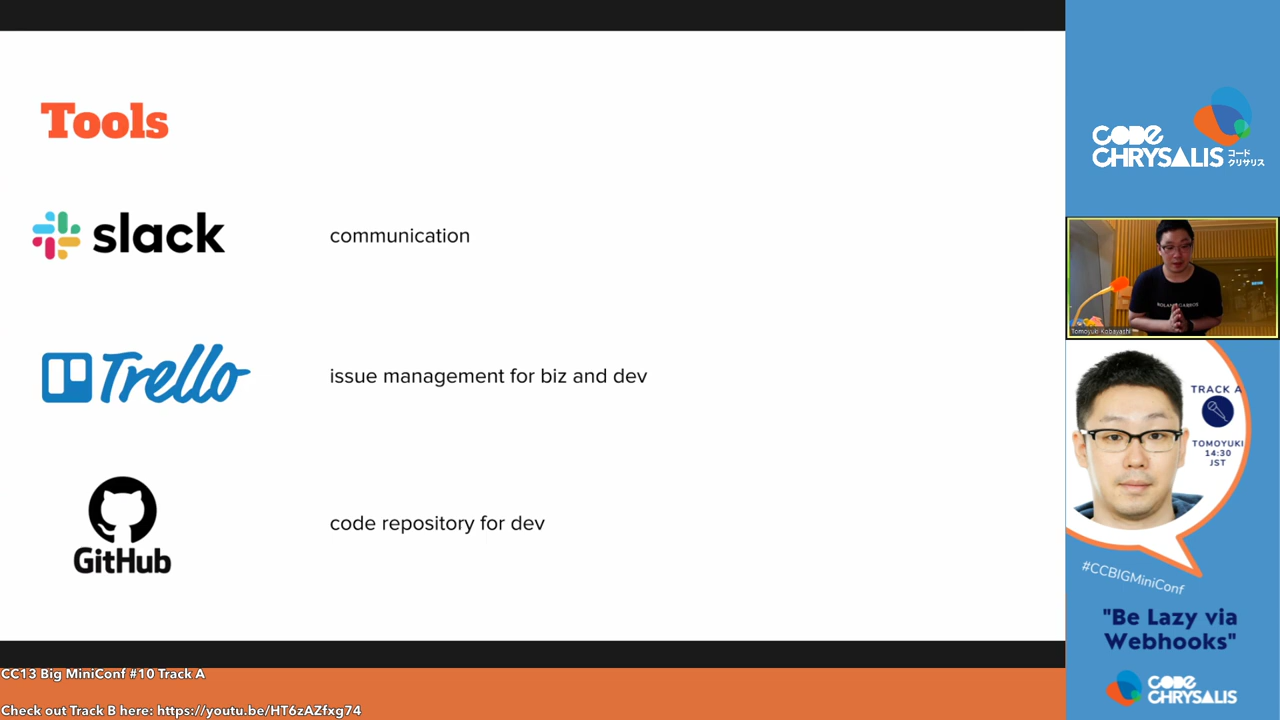 Tools
slack
communication
Trello
issue management for biz and dev
GitHub
code repository for dev
CODE
CHRYSALIS
コード
クリサリス
Tomoyuki Kobayashi
TRACK A
TOMOYUKI
14:30
JST
#CCBIGMiniConf
"Be Lazy via
Webhooks"
CODE
CHRYSALIS
CC13 Big MiniConf #10 Track A
Check out Track B here: https://youtu.be/HT6zAZfxg74